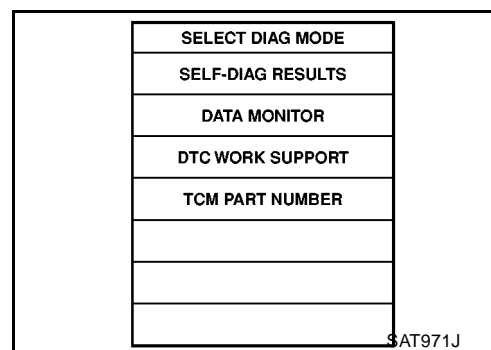 SELECT DIAG MODE
SELF-DIAG RESULTS
DATA MONITOR
DTC WORK SUPPORT
TCM PART NUMBER
SAT971J